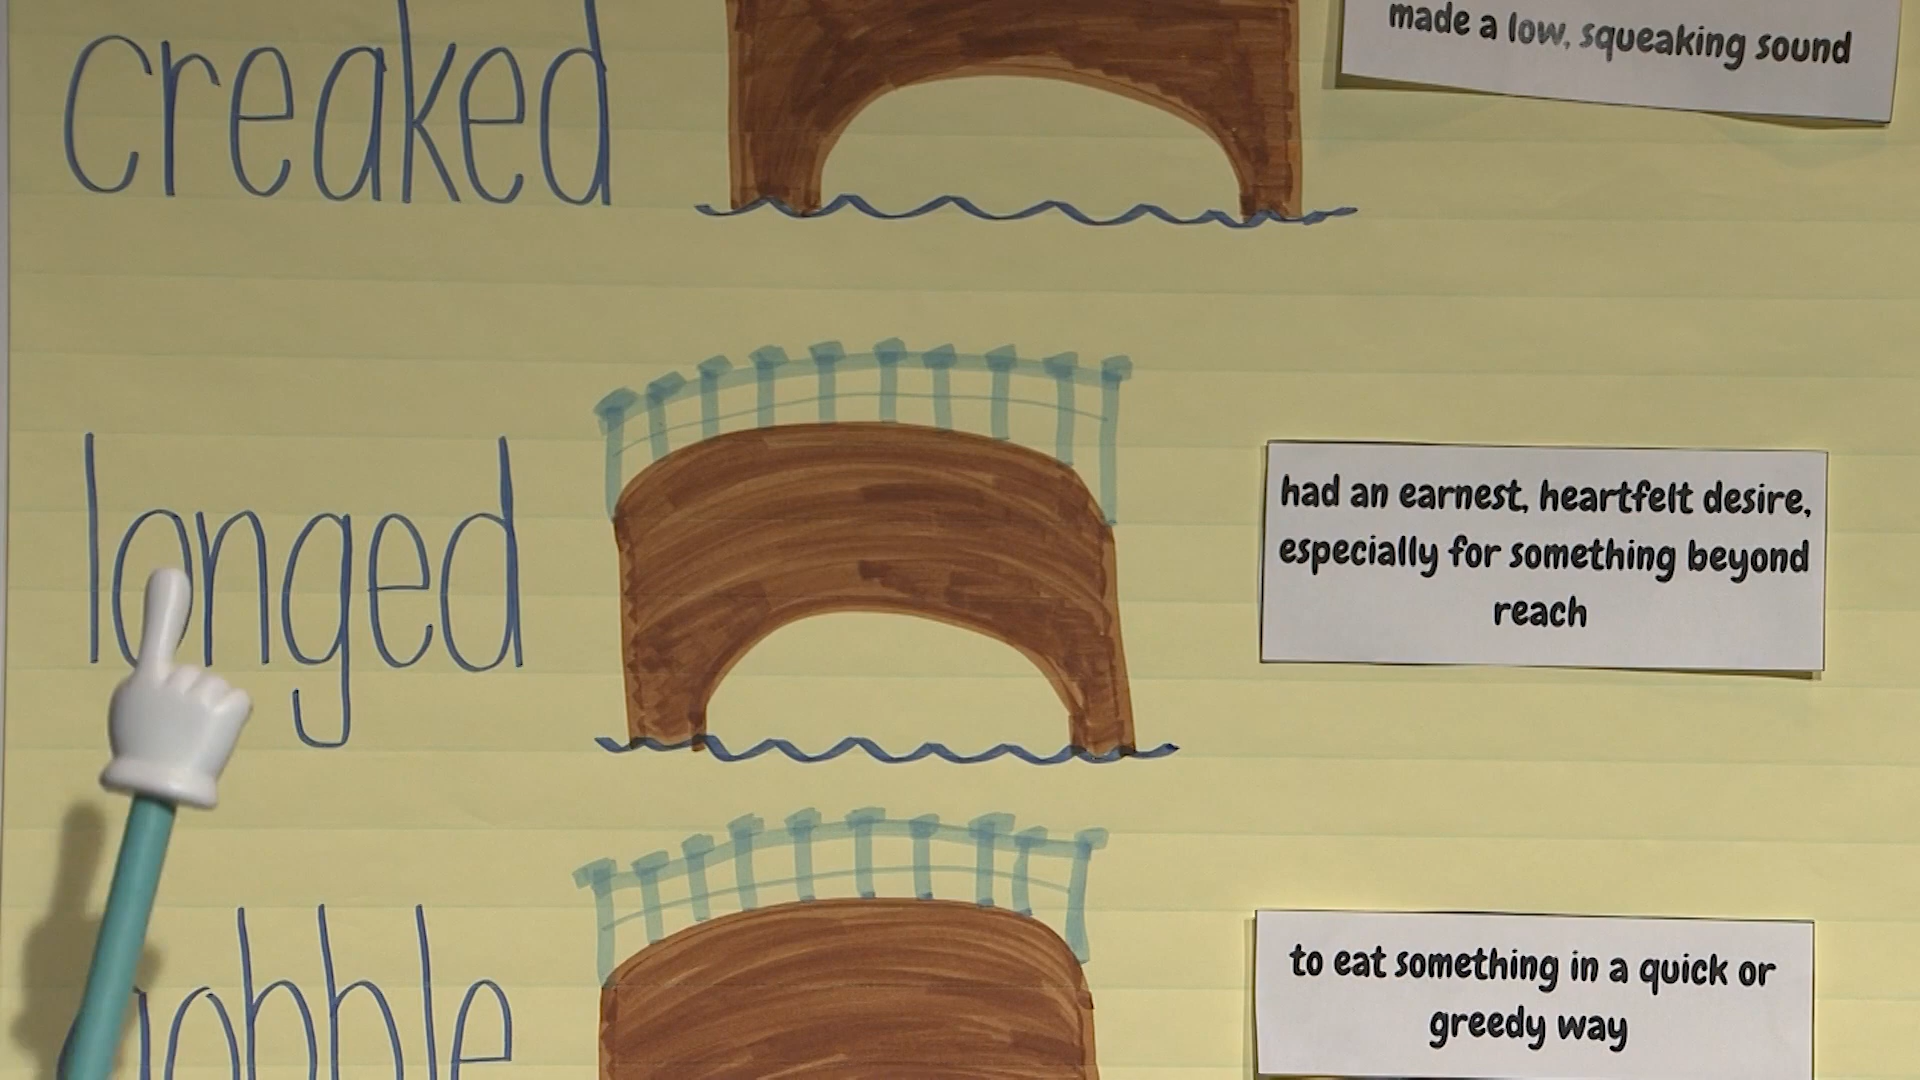 creaked
made a low, squeaking sound
longed
had an earnest, heartfelt desire,
especially for something beyond
reach
to eat something in a quick or
greedy way